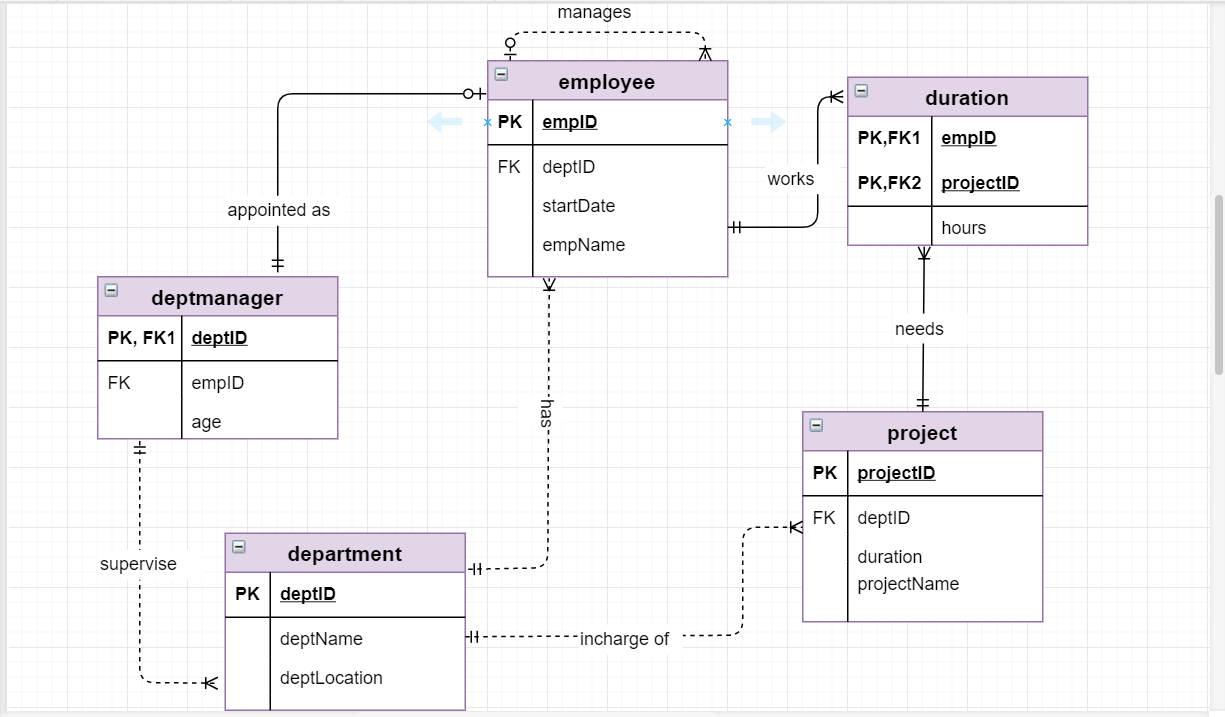 manages
employee
PK empID
FK deptID
startDate
empName
duration
PK,FK1 empID
PK,FK2 projectID
hours
works
appointed as
deptmanager
PK, FK1 deptID
FK empID
age
needs
has
project
PK projectID
FK deptID
duration
projectName
supervise
department
PK deptID
deptName
deptLocation
incharge of